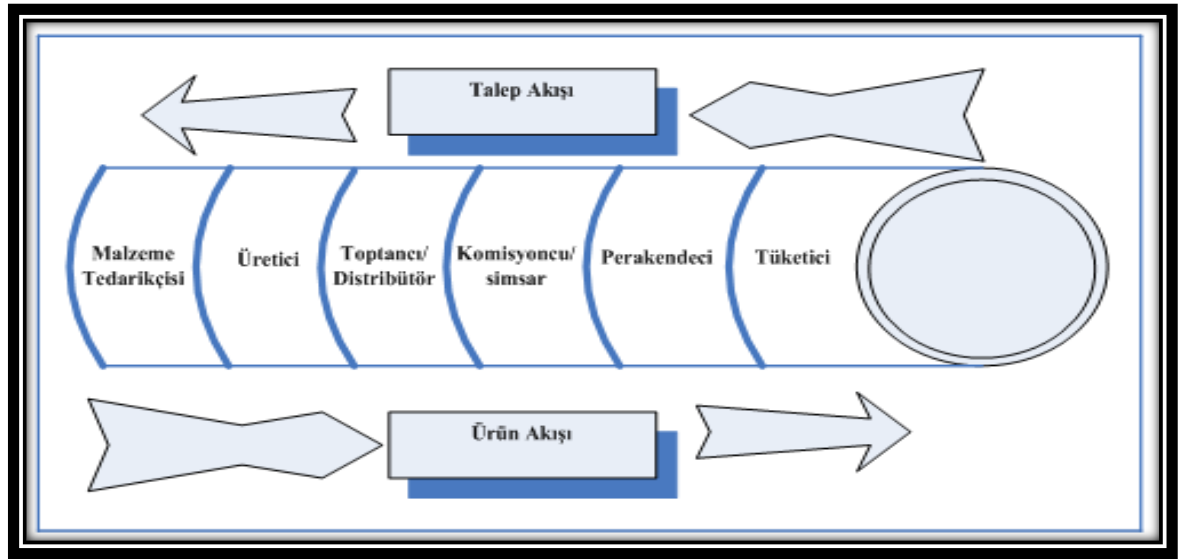 Talep Akışı
Malzeme
Tedarikçisi
Üretici
Toptancı/
Distribütör
Komisyoncu/
simsar
Perakendeci
Tüketici
Ürün Akışı